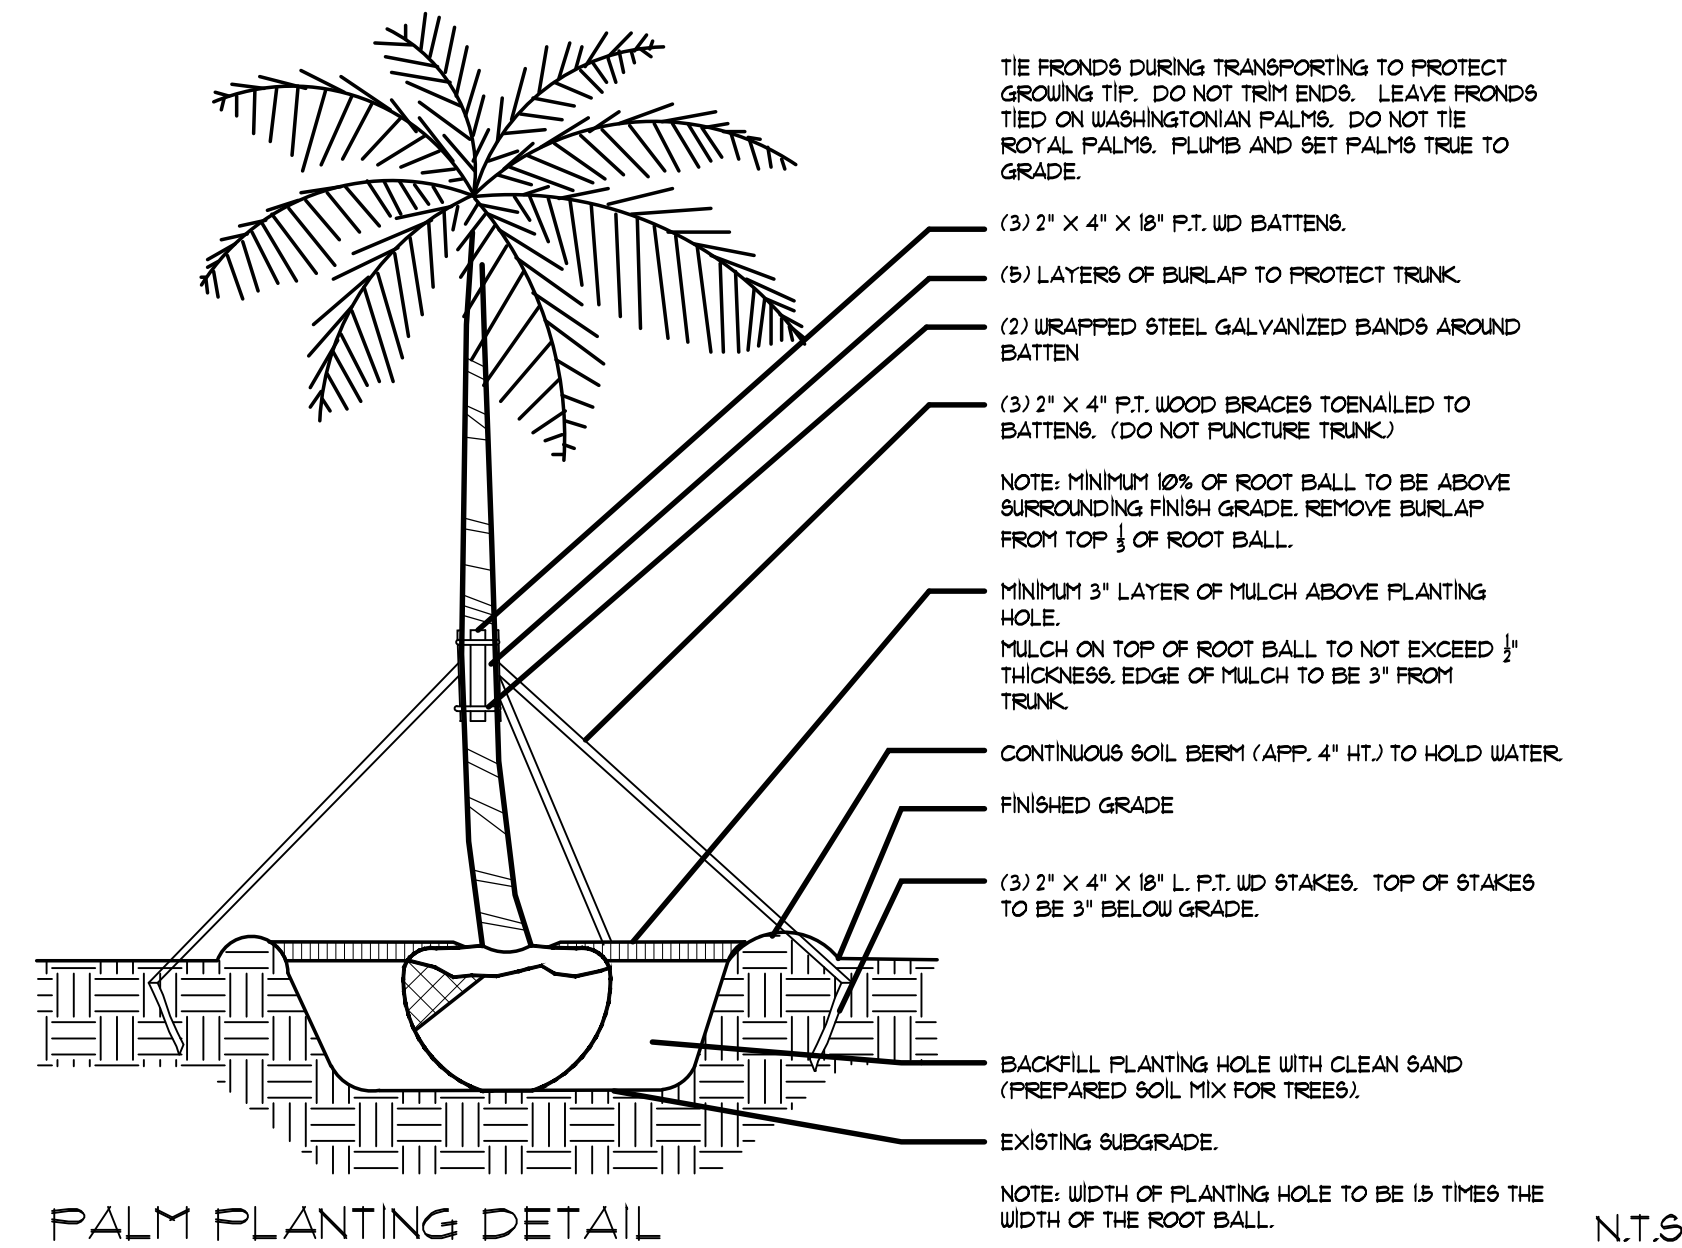 TIE FRONDS DURING TRANSPORTING TO PROTECT
GROWING TIP. DO NOT TRIM ENDS. LEAVE FRONDS
TIED ON WASHINGTONIAN PALMS. DO NOT TIE
ROYAL PALMS. PLUMB AND SET PALMS TRUE TO
GRADE.
(3) 2" X 4" X 18" P.T. WD BATTENS.
(5) LAYERS OF BURLAP TO PROTECT TRUNK.
(2) WRAPPED STEEL GALVANIZED BANDS AROUND
BATTEN
(3) 2" X 4" P.T. WOOD BRACES TOENAILED TO
BATTENS. (DO NOT PUNCTURE TRUNK.)
NOTE: MINIMUM 10% OF ROOT BALL TO BE ABOVE
SURROUNDING FINISH GRADE. REMOVE BURLAP
FROM TOP 1/3 OF ROOT BALL.
MINIMUM 3" LAYER OF MULCH ABOVE PLANTING
HOLE.
MULCH ON TOP OF ROOT BALL TO NOT EXCEED 1/2"
THICKNESS. EDGE OF MULCH TO BE 3" FROM
TRUNK.
CONTINUOUS SOIL BERM (APP. 4" HT.) TO HOLD WATER.
FINISHED GRADE
(3) 2" X 4" X 18" L. P.T. WD STAKES. TOP OF STAKES
TO BE 3" BELOW GRADE.
BACKFILL PLANTING HOLE WITH CLEAN SAND
(PREPARED SOIL MIX FOR TREES).
EXISTING SUBGRADE.
NOTE: WIDTH OF PLANTING HOLE TO BE 1.5 TIMES THE
WIDTH OF THE ROOT BALL.
PALM PLANTING DETAIL
N.T.S